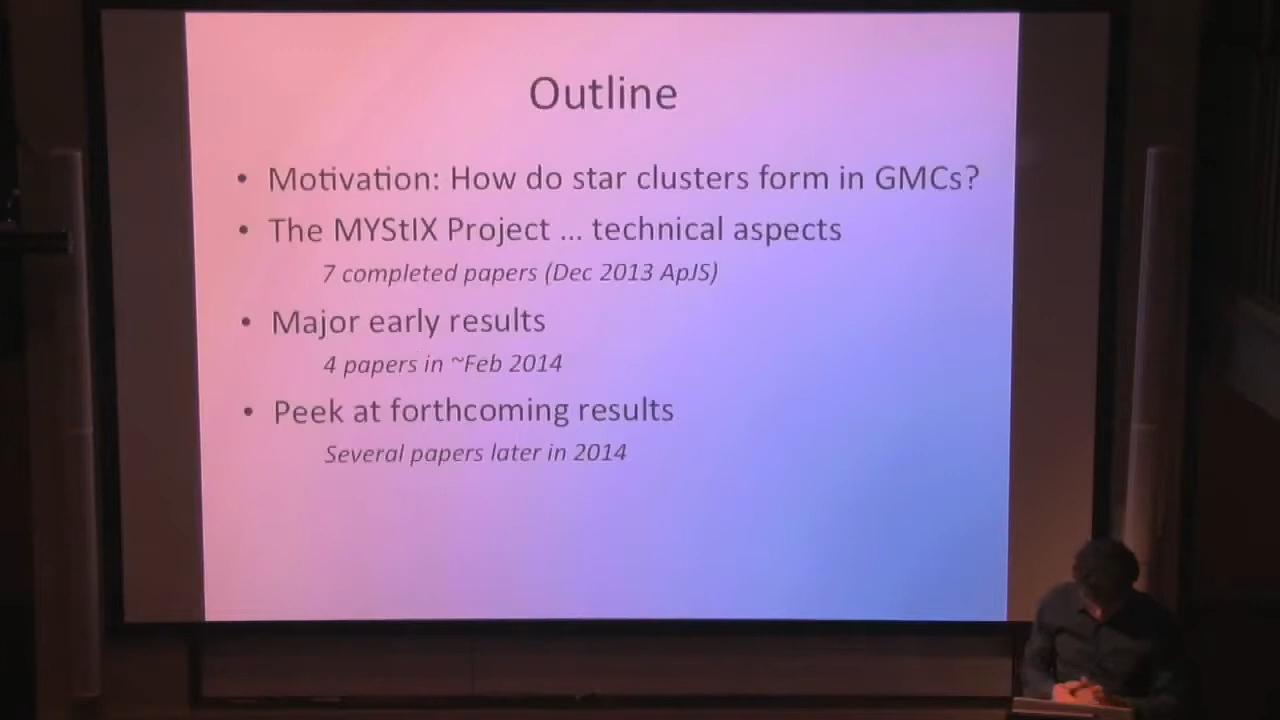 Outline
• Motivation: How do star clusters form in GMCs?
• The MYStIX Project ... technical aspects
7 completed papers (Dec 2013 ApJS)
• Major early results
4 papers in ~Feb 2014
• Peek at forthcoming results
Several papers later in 2014